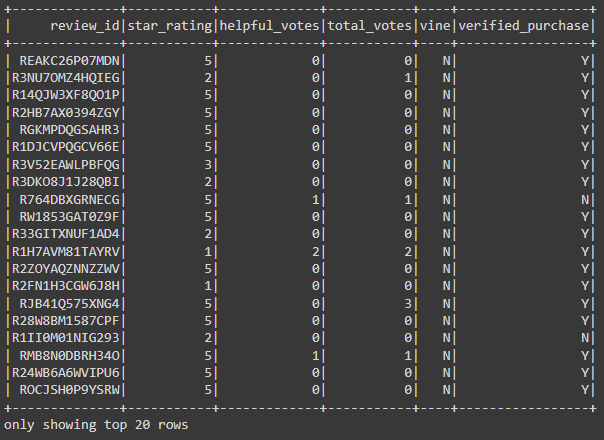 +--------------+-----------+-------------+-----------+----+-----------------+
|     review_id|star_rating|helpful_votes|total_votes|vine|verified_purchase|
+--------------+-----------+-------------+-----------+----+-----------------+
| REAKC26P07MDN|          5|            0|          0|   N|                Y|
|R3NU7OMZ4HQIEG|          2|            0|          1|   N|                Y|
|R14QJW3XF8QO1P|          5|            0|          0|   N|                Y|
|R2HB7AX0394ZGY|          5|            0|          0|   N|                Y|
| RGKMPDQGSAHR3|          5|            0|          0|   N|                Y|
|R1DJCVPQGCV66E|          5|            0|          0|   N|                Y|
|R3V52EAWLPBFQG|          3|            0|          0|   N|                Y|
|R3DKO8J1J28QBI|          2|            0|          0|   N|                Y|
| R764DBXGRNECG|          5|            1|          1|   N|                N|
| RW1853GAT0Z9F|          5|            0|          0|   N|                Y|
|R33GITXNUF1AD4|          2|            0|          0|   N|                Y|
|R1H7AVM81TAYRV|          1|            2|          2|   N|                Y|
|R2ZOYAQZNNZZWV|          5|            0|          0|   N|                Y|
|R2FN1H3CGW6J8H|          1|            0|          0|   N|                Y|
| RJB41Q575XNG4|          5|            0|          3|   N|                Y|
|R28W8BM1587CPF|          5|            0|          0|   N|                Y|
|R1II0M01NIG293|          2|            0|          0|   N|                N|
| RMB8N0DBRH34O|          5|            1|          1|   N|                Y|
|R24WB6A6WVIPU6|          5|            0|          0|   N|                Y|
| ROCJSH0P9YSRW|          5|            0|          0|   N|                Y|
+--------------+-----------+-------------+-----------+----+-----------------+
only showing top 20 rows